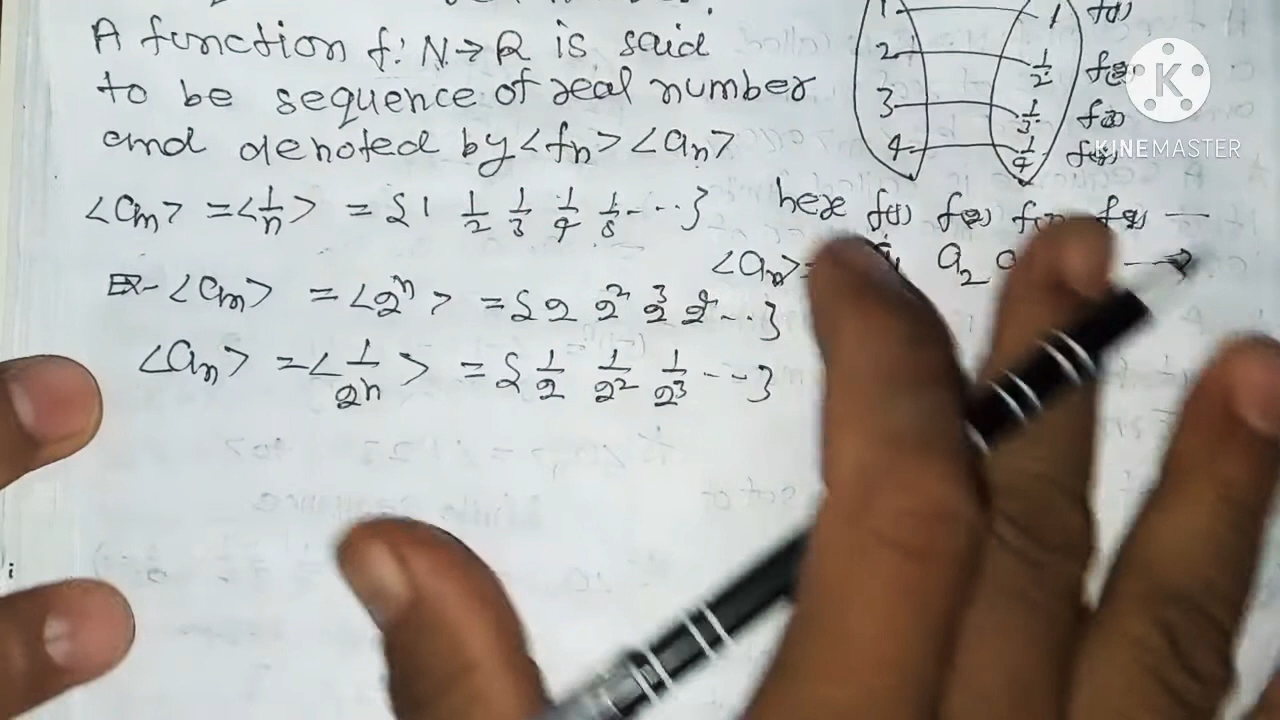 A function f: N→R is said
to be sequence of real number
and denoted by <fn> <an>
<an> = <1/n> = {1 1/2 1/3 1/4 1/5 --- }
Ex- <an> = <2^n> = {2 2^2 2^3 2^4 --- }
<an> = <1/2^n> = {1/2 1/2^2 1/2^3 --- }
1 1 f(1)
2 1/2 f(2)
3 1/3 f(3)
4 1/4 f(4)
K
KINEMASTER
here f(1) f(2)
<an> = a1 a2